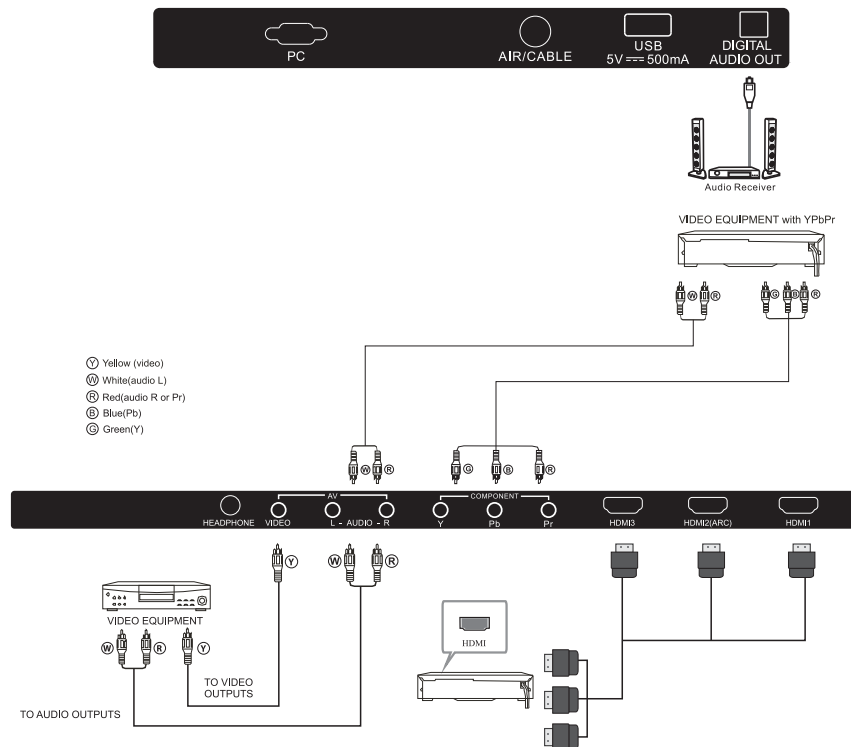 PC
AIR/CABLE
USB
5V ⎓ 500mA
DIGITAL
AUDIO OUT
Audio Receiver
VIDEO EQUIPMENT with YPbPr
W R
G B R
Y Yellow (video)
W White(audio L)
R Red(audio R or Pr)
B Blue(Pb)
G Green(Y)
W R
G B R
AV
COMPONENT
HEADPHONE
VIDEO
L - AUDIO - R
Y
Pb
Pr
HDMI3
HDMI2(ARC)
HDMI1
Y
W R
VIDEO EQUIPMENT
W R Y
HDMI
TO VIDEO
OUTPUTS
TO AUDIO OUTPUTS